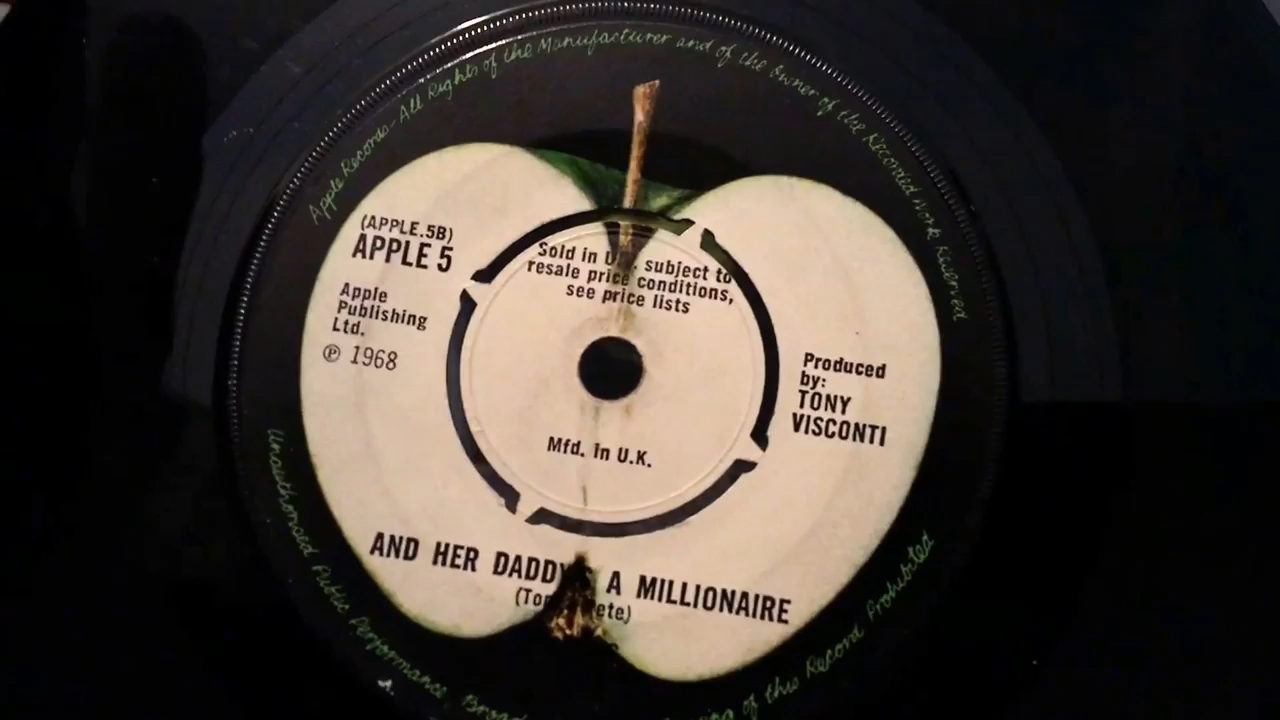 Apple Records-All Rights of the Manufacturer and of the Owner of the Recorded Work Reserved
(APPLE.5B)
APPLE 5
Apple
Publishing
Ltd.
℗ 1968
Sold in subject to
resale price conditions,
see price lists
Mfd. in U.K.
Produced
by:
TONY
VISCONTI
AND HER DADDY'S A MILLIONAIRE
Unauthorised Public Performance of this Record Prohibited